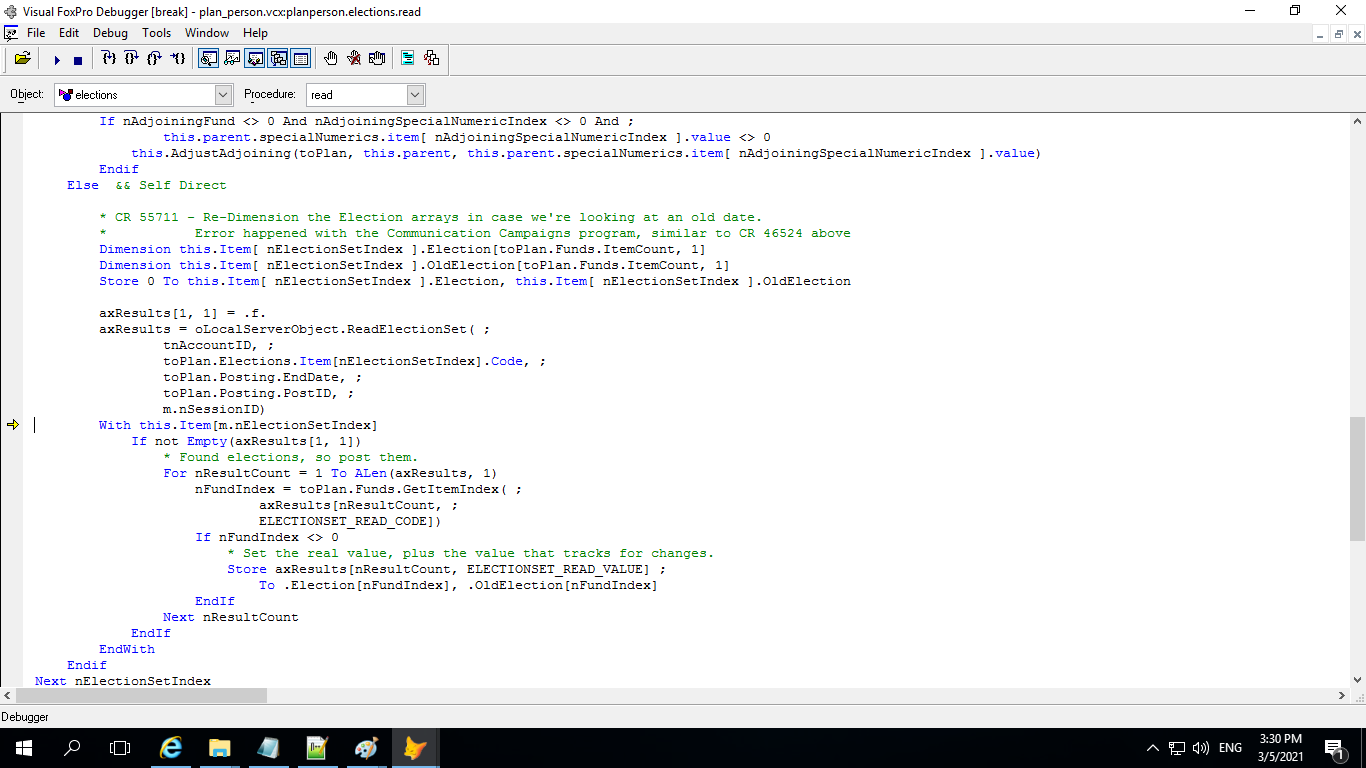 Visual FoxPro Debugger [break] - plan_person.vcx:planperson.elections.read
File Edit Debug Tools Window Help
Object: elections Procedure: read
If nAdjoiningFund <> 0 And nAdjoiningSpecialNumericIndex <> 0 And ;
this.parent.specialNumerics.item[ nAdjoiningSpecialNumericIndex ].value <> 0
this.AdjustAdjoining(toPlan, this.parent, this.parent.specialNumerics.item[ nAdjoiningSpecialNumericIndex ].value)
Endif
Else && Self Direct
* CR 55711 - Re-Dimension the Election arrays in case we're looking at an old date.
* Error happened with the Communication Campaigns program, similar to CR 46524 above
Dimension this.Item[ nElectionSetIndex ].Election[toPlan.Funds.ItemCount, 1]
Dimension this.Item[ nElectionSetIndex ].OldElection[toPlan.Funds.ItemCount, 1]
Store 0 To this.Item[ nElectionSetIndex ].Election, this.Item[ nElectionSetIndex ].OldElection
axResults[1, 1] = .f.
axResults = oLocalServerObject.ReadElectionSet( ;
tnAccountID, ;
toPlan.Elections.Item[nElectionSetIndex].Code, ;
toPlan.Posting.EndDate, ;
toPlan.Posting.PostID, ;
m.nSessionID)
With this.Item[m.nElectionSetIndex]
If not Empty(axResults[1, 1])
* Found elections, so post them.
For nResultCount = 1 To ALen(axResults, 1)
nFundIndex = toPlan.Funds.GetItemIndex( ;
axResults[nResultCount, ;
ELECTIONSET_READ_CODE])
If nFundIndex <> 0
* Set the real value, plus the value that tracks for changes.
Store axResults[nResultCount, ELECTIONSET_READ_VALUE] ;
To .Election[nFundIndex], .OldElection[nFundIndex]
EndIf
Next nResultCount
EndIf
EndWith
Endif
Next nElectionSetIndex
Debugger
ENG
3:30 PM
3/5/2021
1